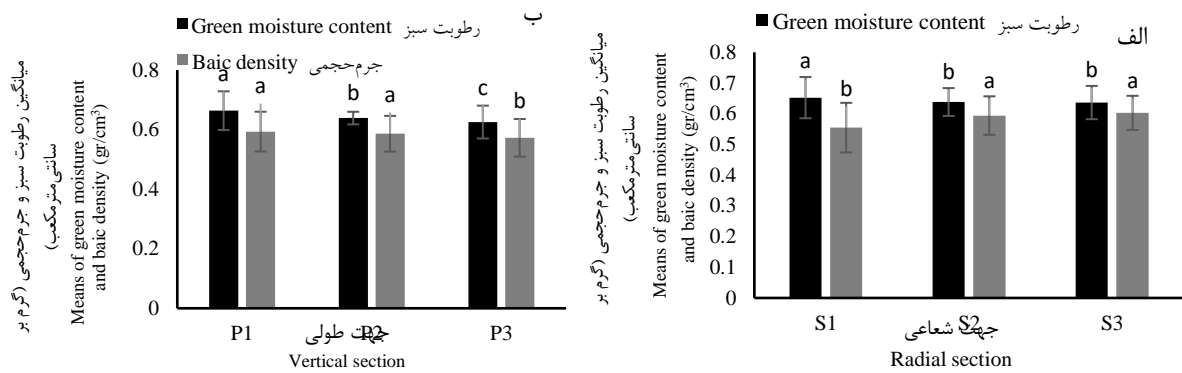 ب
Green moisture content رطوبت سبز
Baic density جرم‌حجمی
میانگین رطوبت سبز و جرم‌حجمی (گرم بر
سانتی‌مترمکعب)
Means of green moisture content
and baic density (gr/cm3)
0.8
0.6
0.4
0.2
0
a a b a c b
P1 P2 P3
جهت طولی
Vertical section
الف
Green moisture content رطوبت سبز
میانگین رطوبت سبز و جرم‌حجمی (گرم بر
سانتی‌مترمکعب)
Means of green moisture content
and baic density (gr/cm3)
0.8
0.7
0.6
0.5
0.4
0.3
0.2
0.1
0
a b b a b a
S1 S2 S3
جهت شعاعی
Radial section